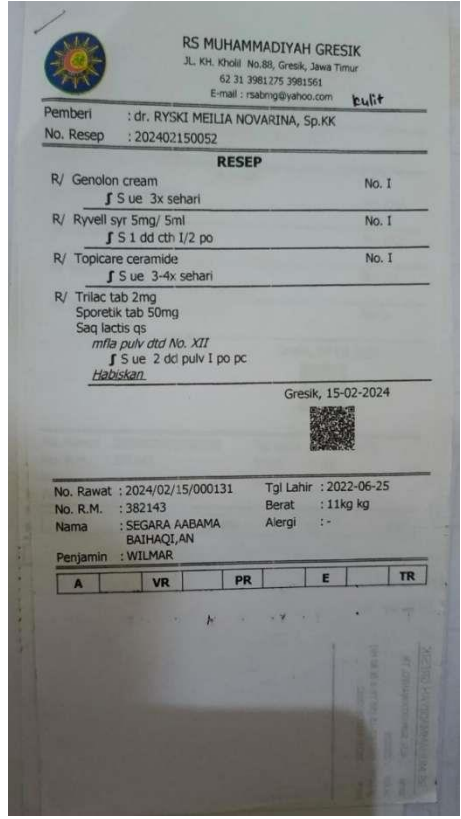 RS MUHAMMADIYAH GRESIK
JL. KH. Kholil No.88, Gresik, Jawa Timur
62 31 3981275 3981561
E-mail : rsabmg@yahoo.com
kulit
Pemberi : dr. RYSKI MEILIA NOVARINA, Sp.KK
No. Resep : 202402150052
RESEP
R/ Genolon cream No. I
∫ S ue 3x sehari
R/ Ryvell syr 5mg/ 5ml No. I
∫ S 1 dd cth I/2 po
R/ Topicare ceramide No. I
∫ S ue 3-4x sehari
R/ Trilac tab 2mg
Sporetik tab 50mg
Saq lactis qs
mfla pulv dtd No. XII
∫ S ue 2 dd pulv I po pc
Habiskan
Gresik, 15-02-2024
No. Rawat : 2024/02/15/000131 Tgl Lahir : 2022-06-25
No. R.M. : 382143 Berat : 11kg kg
Nama : SEGARA AABAMA Alergi : -
BAIHAQI,AN
Penjamin : WILMAR
A VR PR E TR